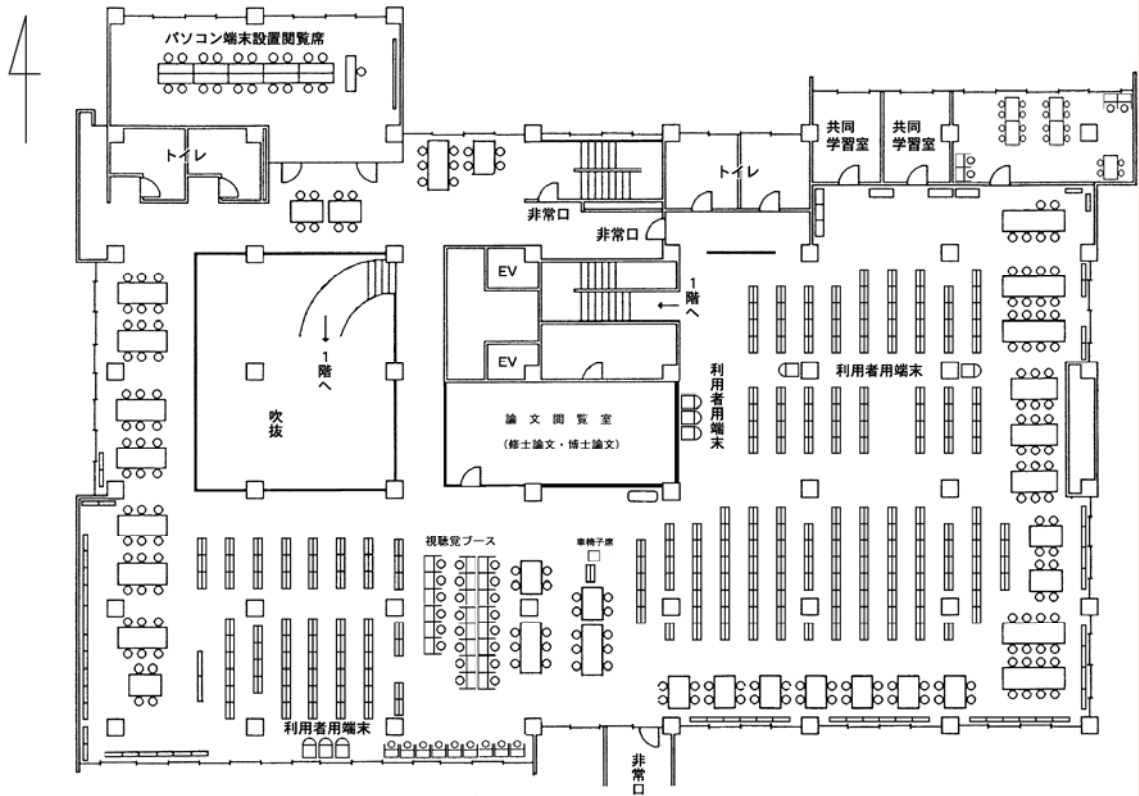 パソコン端末設置閲覧席
共同
学習室
共同
学習室
トイレ
トイレ
非常口
非常口
EV
1階へ
1階へ
EV
利用者用端末
利用者用端末
吹抜
論文閲覧室
(修士論文・博士論文)
視聴覚ブース
車椅子席
利用者用端末
非常口